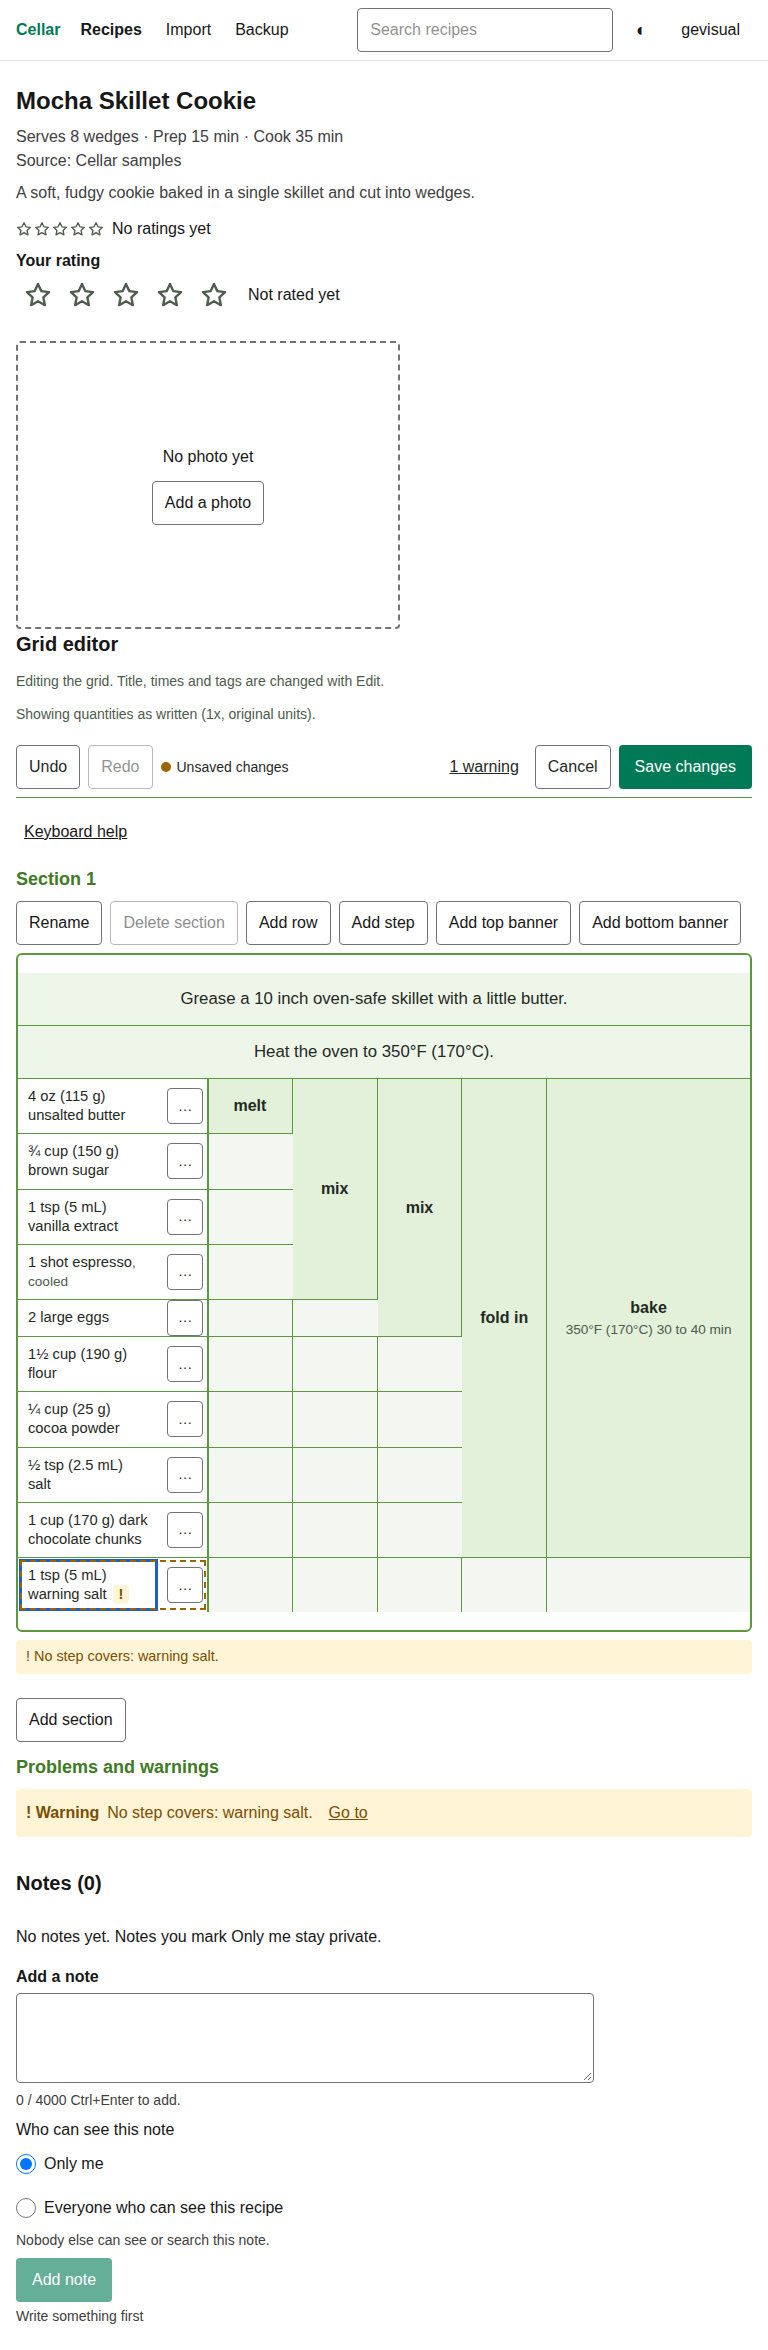 Cellar Recipes Import Backup Search recipes gevisual
Mocha Skillet Cookie
Serves 8 wedges · Prep 15 min · Cook 35 min
Source: Cellar samples
A soft, fudgy cookie baked in a single skillet and cut into wedges.
No ratings yet
Your rating
Not rated yet
No photo yet
Add a photo
Grid editor
Editing the grid. Title, times and tags are changed with Edit.
Showing quantities as written (1x, original units).
Undo Redo Unsaved changes 1 warning Cancel Save changes
Keyboard help
Section 1
Rename Delete section Add row Add step Add top banner Add bottom banner
Grease a 10 inch oven-safe skillet with a little butter.
Heat the oven to 350°F (170°C).
4 oz (115 g)
unsalted butter
...
melt
¾ cup (150 g)
brown sugar
...
mix
1 tsp (5 mL)
vanilla extract
...
mix
1 shot espresso,
cooled
...
2 large eggs
...
fold in
bake
350°F (170°C) 30 to 40 min
1½ cup (190 g)
flour
...
¼ cup (25 g)
cocoa powder
...
½ tsp (2.5 mL)
salt
...
1 cup (170 g) dark
chocolate chunks
...
1 tsp (5 mL)
warning salt !
...
! No step covers: warning salt.
Add section
Problems and warnings
! Warning No step covers: warning salt. Go to
Notes (0)
No notes yet. Notes you mark Only me stay private.
Add a note
0 / 4000 Ctrl+Enter to add.
Who can see this note
Only me
Everyone who can see this recipe
Nobody else can see or search this note.
Add note
Write something first